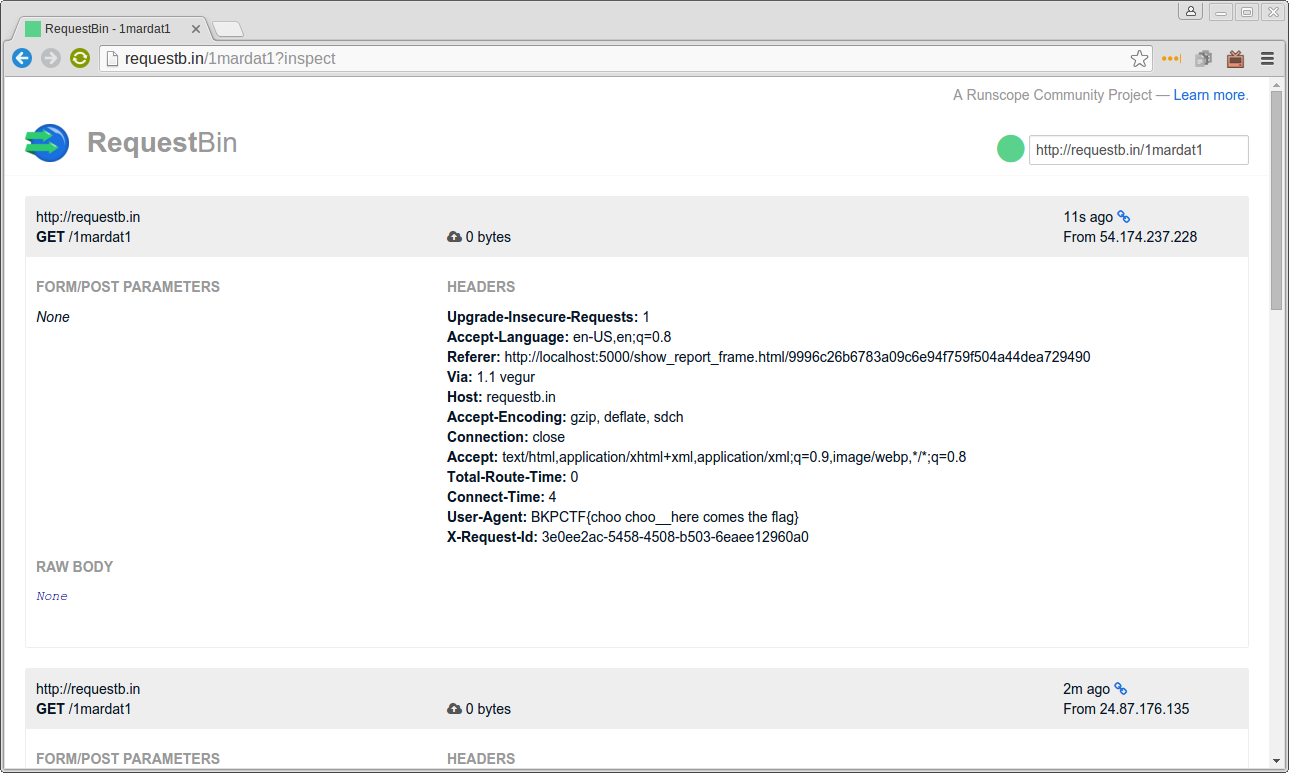 RequestBin - 1mardat1
requestb.in/1mardat1?inspect
A Runscope Community Project — Learn more.
RequestBin
http://requestb.in/1mardat1
http://requestb.in
GET /1mardat1
0 bytes
11s ago
From 54.174.237.228
FORM/POST PARAMETERS
None
HEADERS
Upgrade-Insecure-Requests: 1
Accept-Language: en-US,en;q=0.8
Referer: http://localhost:5000/show_report_frame.html/9996c26b6783a09c6e94f759f504a44dea729490
Via: 1.1 vegur
Host: requestb.in
Accept-Encoding: gzip, deflate, sdch
Connection: close
Accept: text/html,application/xhtml+xml,application/xml;q=0.9,image/webp,*/*;q=0.8
Total-Route-Time: 0
Connect-Time: 4
User-Agent: BKPCTF{choo choo__here comes the flag}
X-Request-Id: 3e0ee2ac-5458-4508-b503-6eaee12960a0
RAW BODY
None
http://requestb.in
GET /1mardat1
0 bytes
2m ago
From 24.87.176.135
FORM/POST PARAMETERS
HEADERS